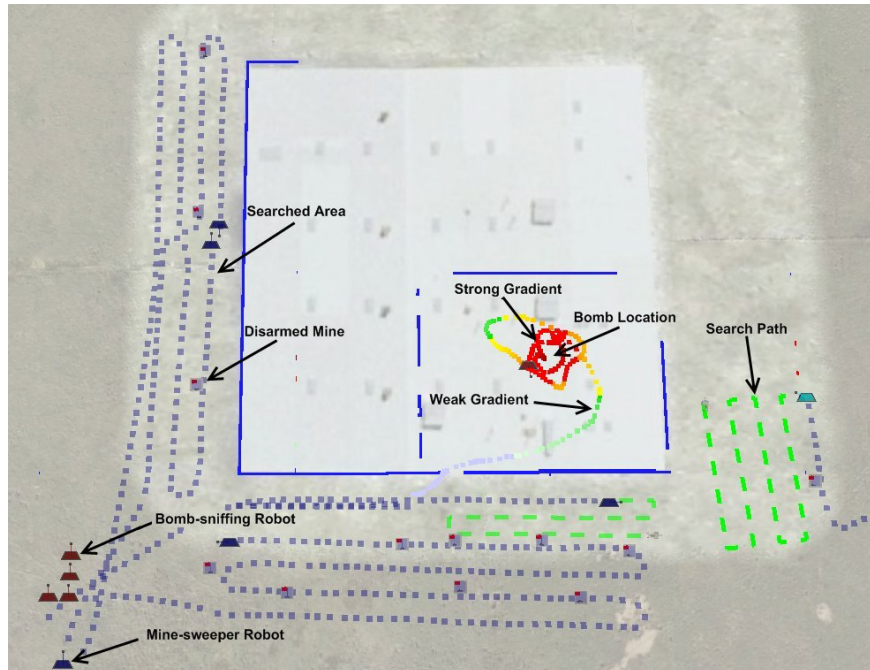 Searched Area
Strong Gradient
Bomb Location
Search Path
Disarmed Mine
Weak Gradient
Bomb-sniffing Robot
Mine-sweeper Robot